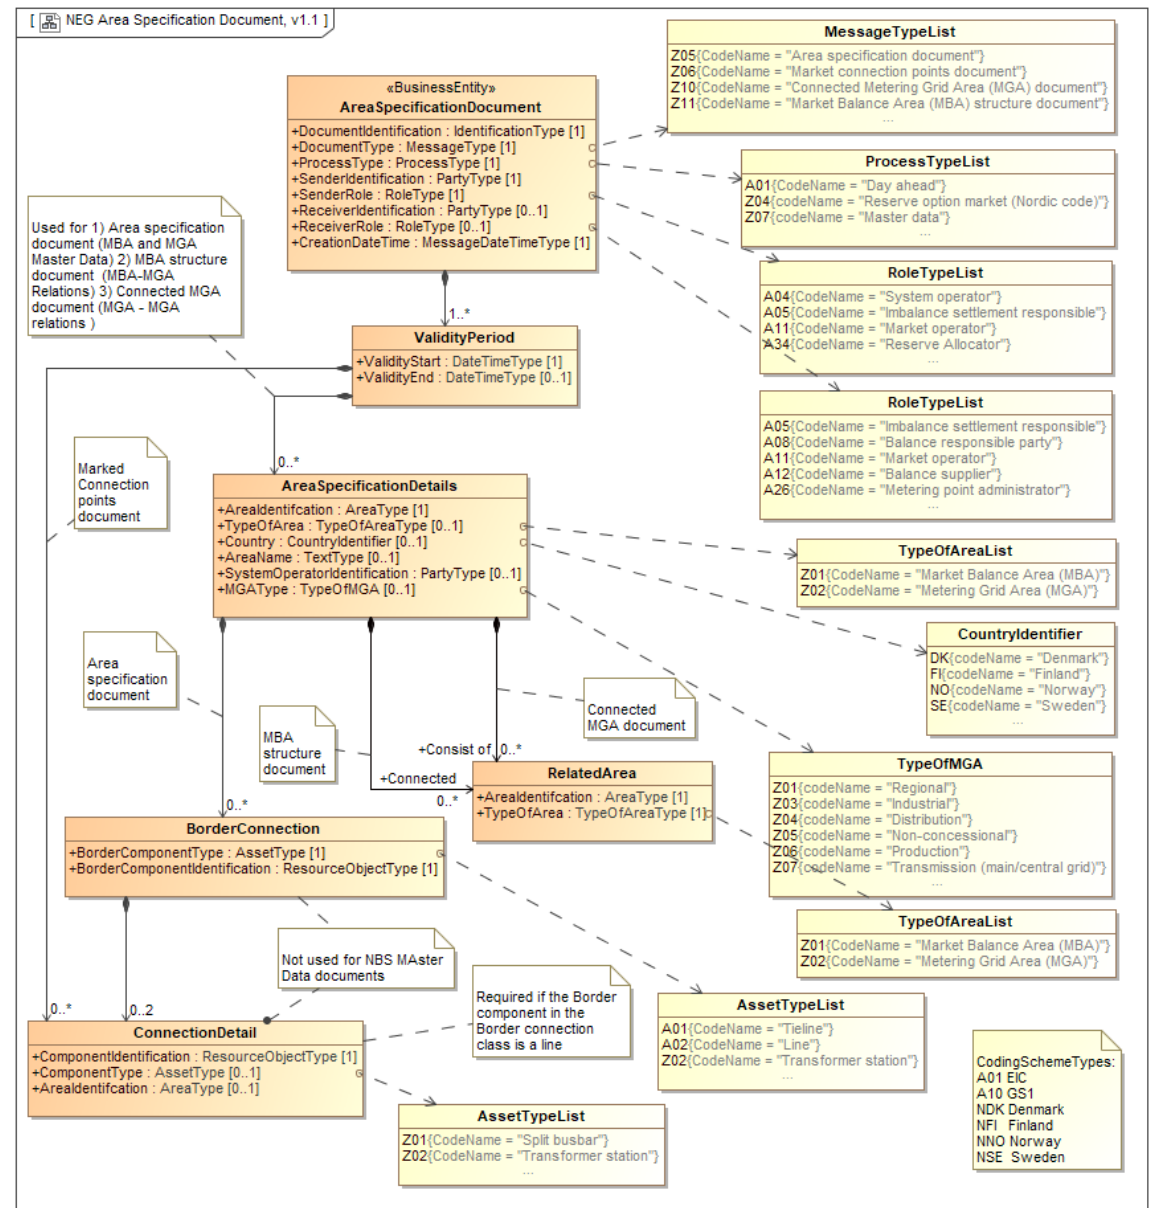 [ NEG Area Specification Document, v1.1 ]
MessageTypeList
Z05{CodeName = "Area specification document"}
Z06{CodeName = "Market connection points document"}
Z10{CodeName = "Connected Metering Grid Area (MGA) document"}
Z11{CodeName = "Market Balance Area (MBA) structure document"}
...
«BusinessEntity»
AreaSpecificationDocument
+DocumentIdentification : IdentificationType [1]
+DocumentType : MessageType [1]
+ProcessType : ProcessType [1]
+SenderIdentification : PartyType [1]
+SenderRole : RoleType [1]
+ReceiverIdentification : PartyType [0..1]
+ReceiverRole : RoleType [0..1]
+CreationDateTime : MessageDateTimeType [1]
ProcessTypeList
A01{CodeName = "Day ahead"}
Z04{codeName = "Reserve option market (Nordic code)"}
Z07{codeName = "Master data"}
...
Used for 1) Area specification
document (MBA and MGA
Master Data) 2) MBA structure
document  (MBA-MGA
Relations) 3) Connected MGA
document (MGA - MGA
relations )
RoleTypeList
A04{CodeName = "System operator"}
A05{CodeName = "Imbalance settlement responsible"}
A11{CodeName = "Market operator"}
A34{CodeName = "Reserve Allocator"}
...
1..*
ValidityPeriod
+ValidityStart : DateTimeType [1]
+ValidityEnd : DateTimeType [0..1]
RoleTypeList
A05{CodeName = "Imbalance settlement responsible"}
A08{CodeName = "Balance responsible party"}
A11{CodeName = "Market operator"}
A12{CodeName = "Balance supplier"}
A26{CodeName = "Metering point administrator"}
...
Marked
Connection
points
document
0..*
AreaSpecificationDetails
+AreaIdentifcation : AreaType [1]
+TypeOfArea : TypeOfAreaType [0..1]
+Country : CountryIdentifier [0..1]
+AreaName : TextType [0..1]
+SystemOperatorIdentification : PartyType [0..1]
+MGAType : TypeOfMGA [0..1]
TypeOfAreaList
Z01{CodeName = "Market Balance Area (MBA)"}
Z02{CodeName = "Metering Grid Area (MGA)"}
CountryIdentifier
DK{codeName = "Denmark"}
FI{codeName = "Finland"}
NO{codeName = "Norway"}
SE{codeName = "Sweden"}
...
Area
specification
document
MBA
structure
document
Connected
MGA document
+Consist of
0..*
+Connected
0..*
RelatedArea
+AreaIdentifcation : AreaType [1]
+TypeOfArea : TypeOfAreaType [1]
TypeOfMGA
Z01{codeName = "Regional"}
Z03{codeName = "Industrial"}
Z04{codeName = "Distribution"}
Z05{codeName = "Non-concessional"}
Z06{codeName = "Production"}
Z07{codeName = "Transmission (main/central grid)"}
...
0..*
BorderConnection
+BorderComponentType : AssetType [1]
+BorderComponentIdentification : ResourceObjectType [1]
TypeOfAreaList
Z01{CodeName = "Market Balance Area (MBA)"}
Z02{CodeName = "Metering Grid Area (MGA)"}
Not used for NBS MAster
Data documents
Required if the Border
component in the
Border connection
class is a line
AssetTypeList
A01{CodeName = "Tieline"}
A02{CodeName = "Line"}
Z02{CodeName = "Transformer station"}
...
0..*
0..2
ConnectionDetail
+ComponentIdentification : ResourceObjectType [1]
+ComponentType : AssetType [0..1]
+AreaIdentifcation : AreaType [0..1]
AssetTypeList
Z01{CodeName = "Split busbar"}
Z02{CodeName = "Transformer station"}
...
CodingSchemeTypes:
A01 EIC
A10 GS1
NDK Denmark
NFI  Finland
NNO Norway
NSE  Sweden